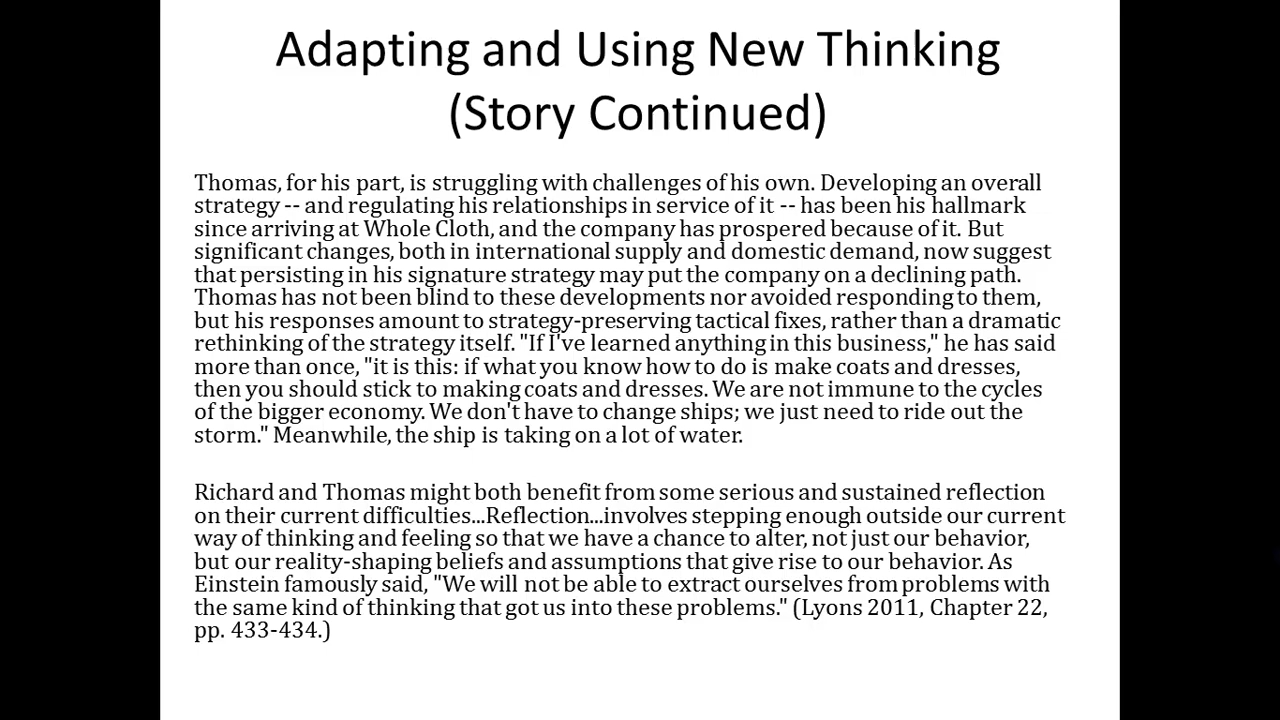 Adapting and Using New Thinking
(Story Continued)
Thomas, for his part, is struggling with challenges of his own. Developing an overall
strategy -- and regulating his relationships in service of it -- has been his hallmark
since arriving at Whole Cloth, and the company has prospered because of it. But
significant changes, both in international supply and domestic demand, now suggest
that persisting in his signature strategy may put the company on a declining path.
Thomas has not been blind to these developments nor avoided responding to them,
but his responses amount to strategy-preserving tactical fixes, rather than a dramatic
rethinking of the strategy itself. "If I've learned anything in this business," he has said
more than once, "it is this: if what you know how to do is make coats and dresses,
then you should stick to making coats and dresses. We are not immune to the cycles
of the bigger economy. We don't have to change ships; we just need to ride out the
storm." Meanwhile, the ship is taking on a lot of water.
Richard and Thomas might both benefit from some serious and sustained reflection
on their current difficulties...Reflection...involves stepping enough outside our current
way of thinking and feeling so that we have a chance to alter, not just our behavior,
but our reality-shaping beliefs and assumptions that give rise to our behavior. As
Einstein famously said, "We will not be able to extract ourselves from problems with
the same kind of thinking that got us into these problems." (Lyons 2011, Chapter 22,
pp. 433-434.)